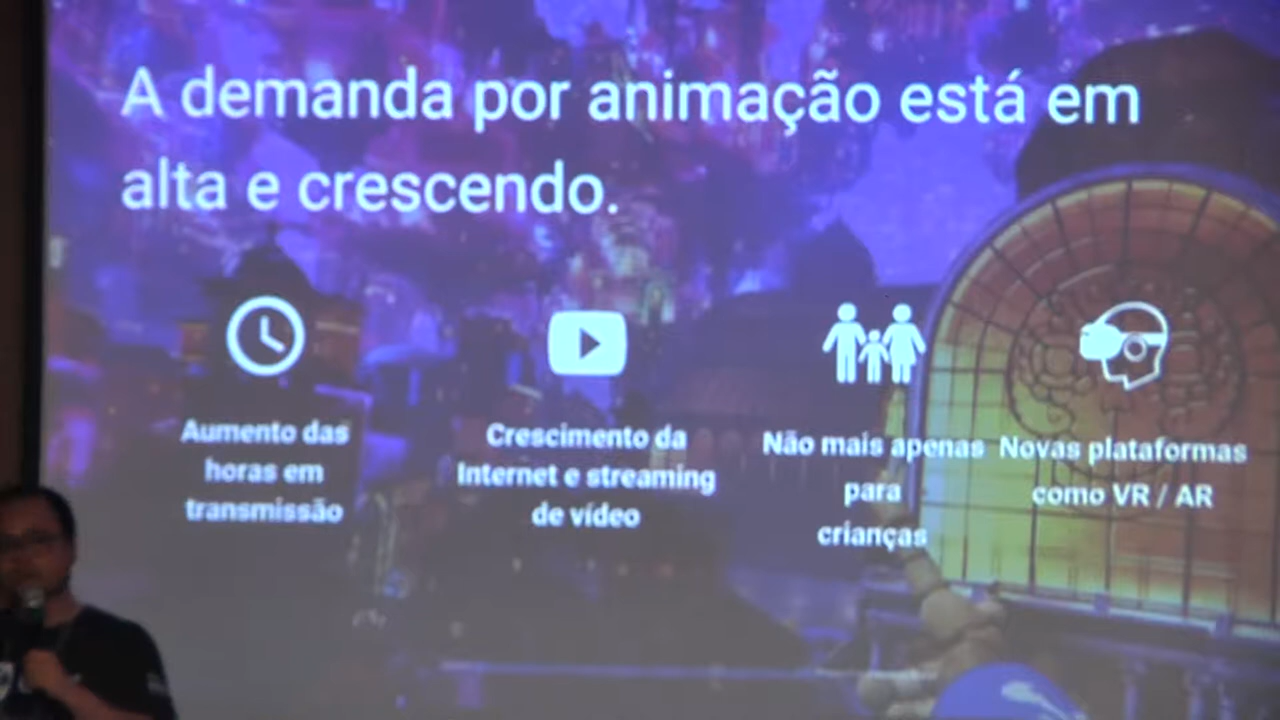 A demanda por animação está em
alta e crescendo.
Aumento das
horas em
transmissão
Crescimento da
Internet e streaming
de vídeo
Não mais apenas
para
crianças
Novas plataformas
como VR / AR